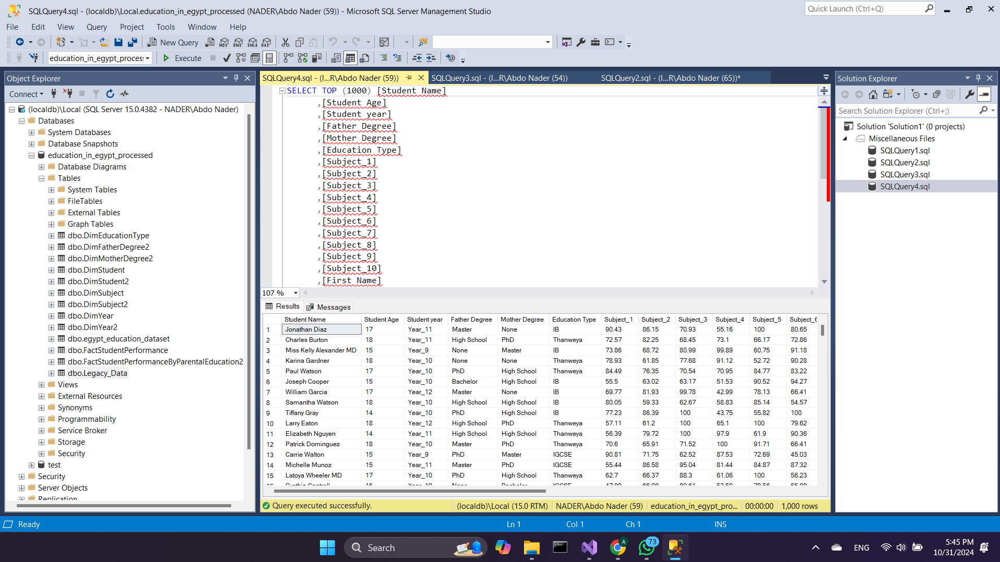 SQLQuery4.sql - (localdb)\Local.education_in_egypt_processed (NADER\Abdo Nader (59)) - Microsoft SQL Server Management Studio
Quick Launch (Ctrl+Q)
File Edit View Query Project Tools Window Help
New Query MDX DMX XMLA DAX
education_in_egypt_proces: Execute
Object Explorer
Connect
(localdb)\Local (SQL Server 15.0.4382 - NADER\Abdo Nader)
Databases
System Databases
Database Snapshots
education_in_egypt_processed
Database Diagrams
Tables
System Tables
FileTables
External Tables
Graph Tables
dbo.DimEducationType
dbo.DimFatherDegree2
dbo.DimMotherDegree2
dbo.DimStudent
dbo.DimStudent2
dbo.DimSubject
dbo.DimSubject2
dbo.DimYear
dbo.DimYear2
dbo.egypt_education_dataset
dbo.FactStudentPerformance
dbo.FactStudentPerformanceByParentalEducation2
dbo.Legacy_Data
Views
External Resources
Synonyms
Programmability
Service Broker
Storage
Security
test
Security
Server Objects
Replication
SQLQuery4.sql - (l...R\Abdo Nader (59)) SQLQuery3.sql - (l...R\Abdo Nader (54)) SQLQuery2.sql - (l...R\Abdo Nader (65))*
SELECT TOP (1000) [Student Name]
,[Student Age]
,[Student year]
,[Father Degree]
,[Mother Degree]
,[Education Type]
,[Subject_1]
,[Subject_2]
,[Subject_3]
,[Subject_4]
,[Subject_5]
,[Subject_6]
,[Subject_7]
,[Subject_8]
,[Subject_9]
,[Subject_10]
,[First Name]
107 %
Results Messages
Student Name Student Age Student year Father Degree Mother Degree Education Type Subject_1 Subject_2 Subject_3 Subject_4 Subject_5 Subject_6
1 Jonathan Diaz 17 Year_11 Master None IB 90.43 86.15 70.93 55.16 100 80.65
2 Charles Burton 18 Year_11 High School PhD Thanweya 72.57 82.25 68.45 73.1 66.17 72.86
3 Miss Kelly Alexander MD 15 Year_9 None Master IB 73.86 68.72 80.99 99.89 60.75 91.18
4 Karina Gardner 18 Year_10 None None Thanweya 78.93 61.85 77.68 91.12 52.72 90.28
5 Paul Watson 17 Year_10 PhD High School Thanweya 84.49 76.35 70.54 70.95 84.77 83.22
6 Joseph Cooper 15 Year_10 Bachelor High School IB 55.5 63.02 63.17 51.53 90.52 94.27
7 William Garcia 17 Year_12 Master None IB 69.77 81.93 99.78 42.99 78.13 66.41
8 Samantha Watson 18 Year_10 High School High School IB 80.05 59.33 62.67 58.83 85.14 54.57
9 Tiffany Gray 14 Year_10 PhD High School IB 77.23 86.39 100 43.75 55.82 100
10 Larry Eaton 18 Year_12 High School PhD Thanweya 57.11 61.2 100 65.1 100 79.62
11 Elizabeth Nguyen 14 Year_11 High School High School Thanweya 56.39 79.72 100 97.9 61.9 90.36
12 Patrick Dominguez 18 Year_10 Master PhD Thanweya 70.6 65.91 71.52 100 91.71 66.41
13 Carrie Walton 15 Year_9 PhD Master IGCSE 90.81 71.75 62.52 87.53 72.69 45.03
14 Michelle Munoz 15 Year_11 Master PhD IGCSE 55.44 86.58 95.04 81.44 84.87 87.32
15 Latoya Wheeler MD 17 Year_10 PhD High School Thanweya 62.7 66.37 88.3 61.06 100 56.23
Query executed successfully. (localdb)\Local (15.0 RTM) NADER\Abdo Nader (59) education_in_egypt_pro... 00:00:00 1,000 rows
Solution Explorer
Search Solution Explorer (Ctrl+;)
Solution 'Solution1' (0 projects)
Miscellaneous Files
SQLQuery1.sql
SQLQuery2.sql
SQLQuery3.sql
SQLQuery4.sql
Ready Ln 1 Col 1 Ch 1 INS
Search A 73 ENG 5:45 PM
10/31/2024